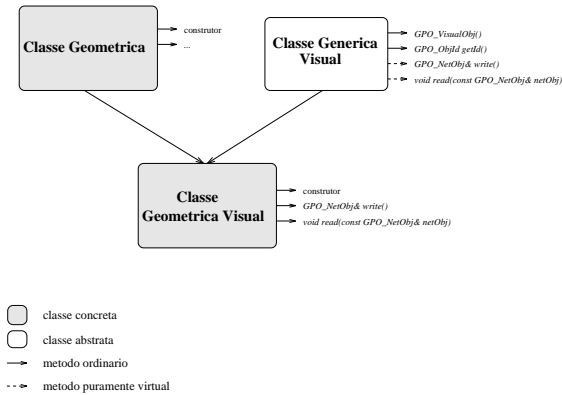 Classe Geometrica
construtor
...
Classe Generica
Visual
GPO_VisualObj()
GPO_ObjId getId()
GPO_NetObj& write()
void read(const GPO_NetObj& netObj)
Classe
Geometrica Visual
construtor
GPO_NetObj& write()
void read(const GPO_NetObj& netObj)
classe concreta
classe abstrata
metodo ordinario
metodo puramente virtual